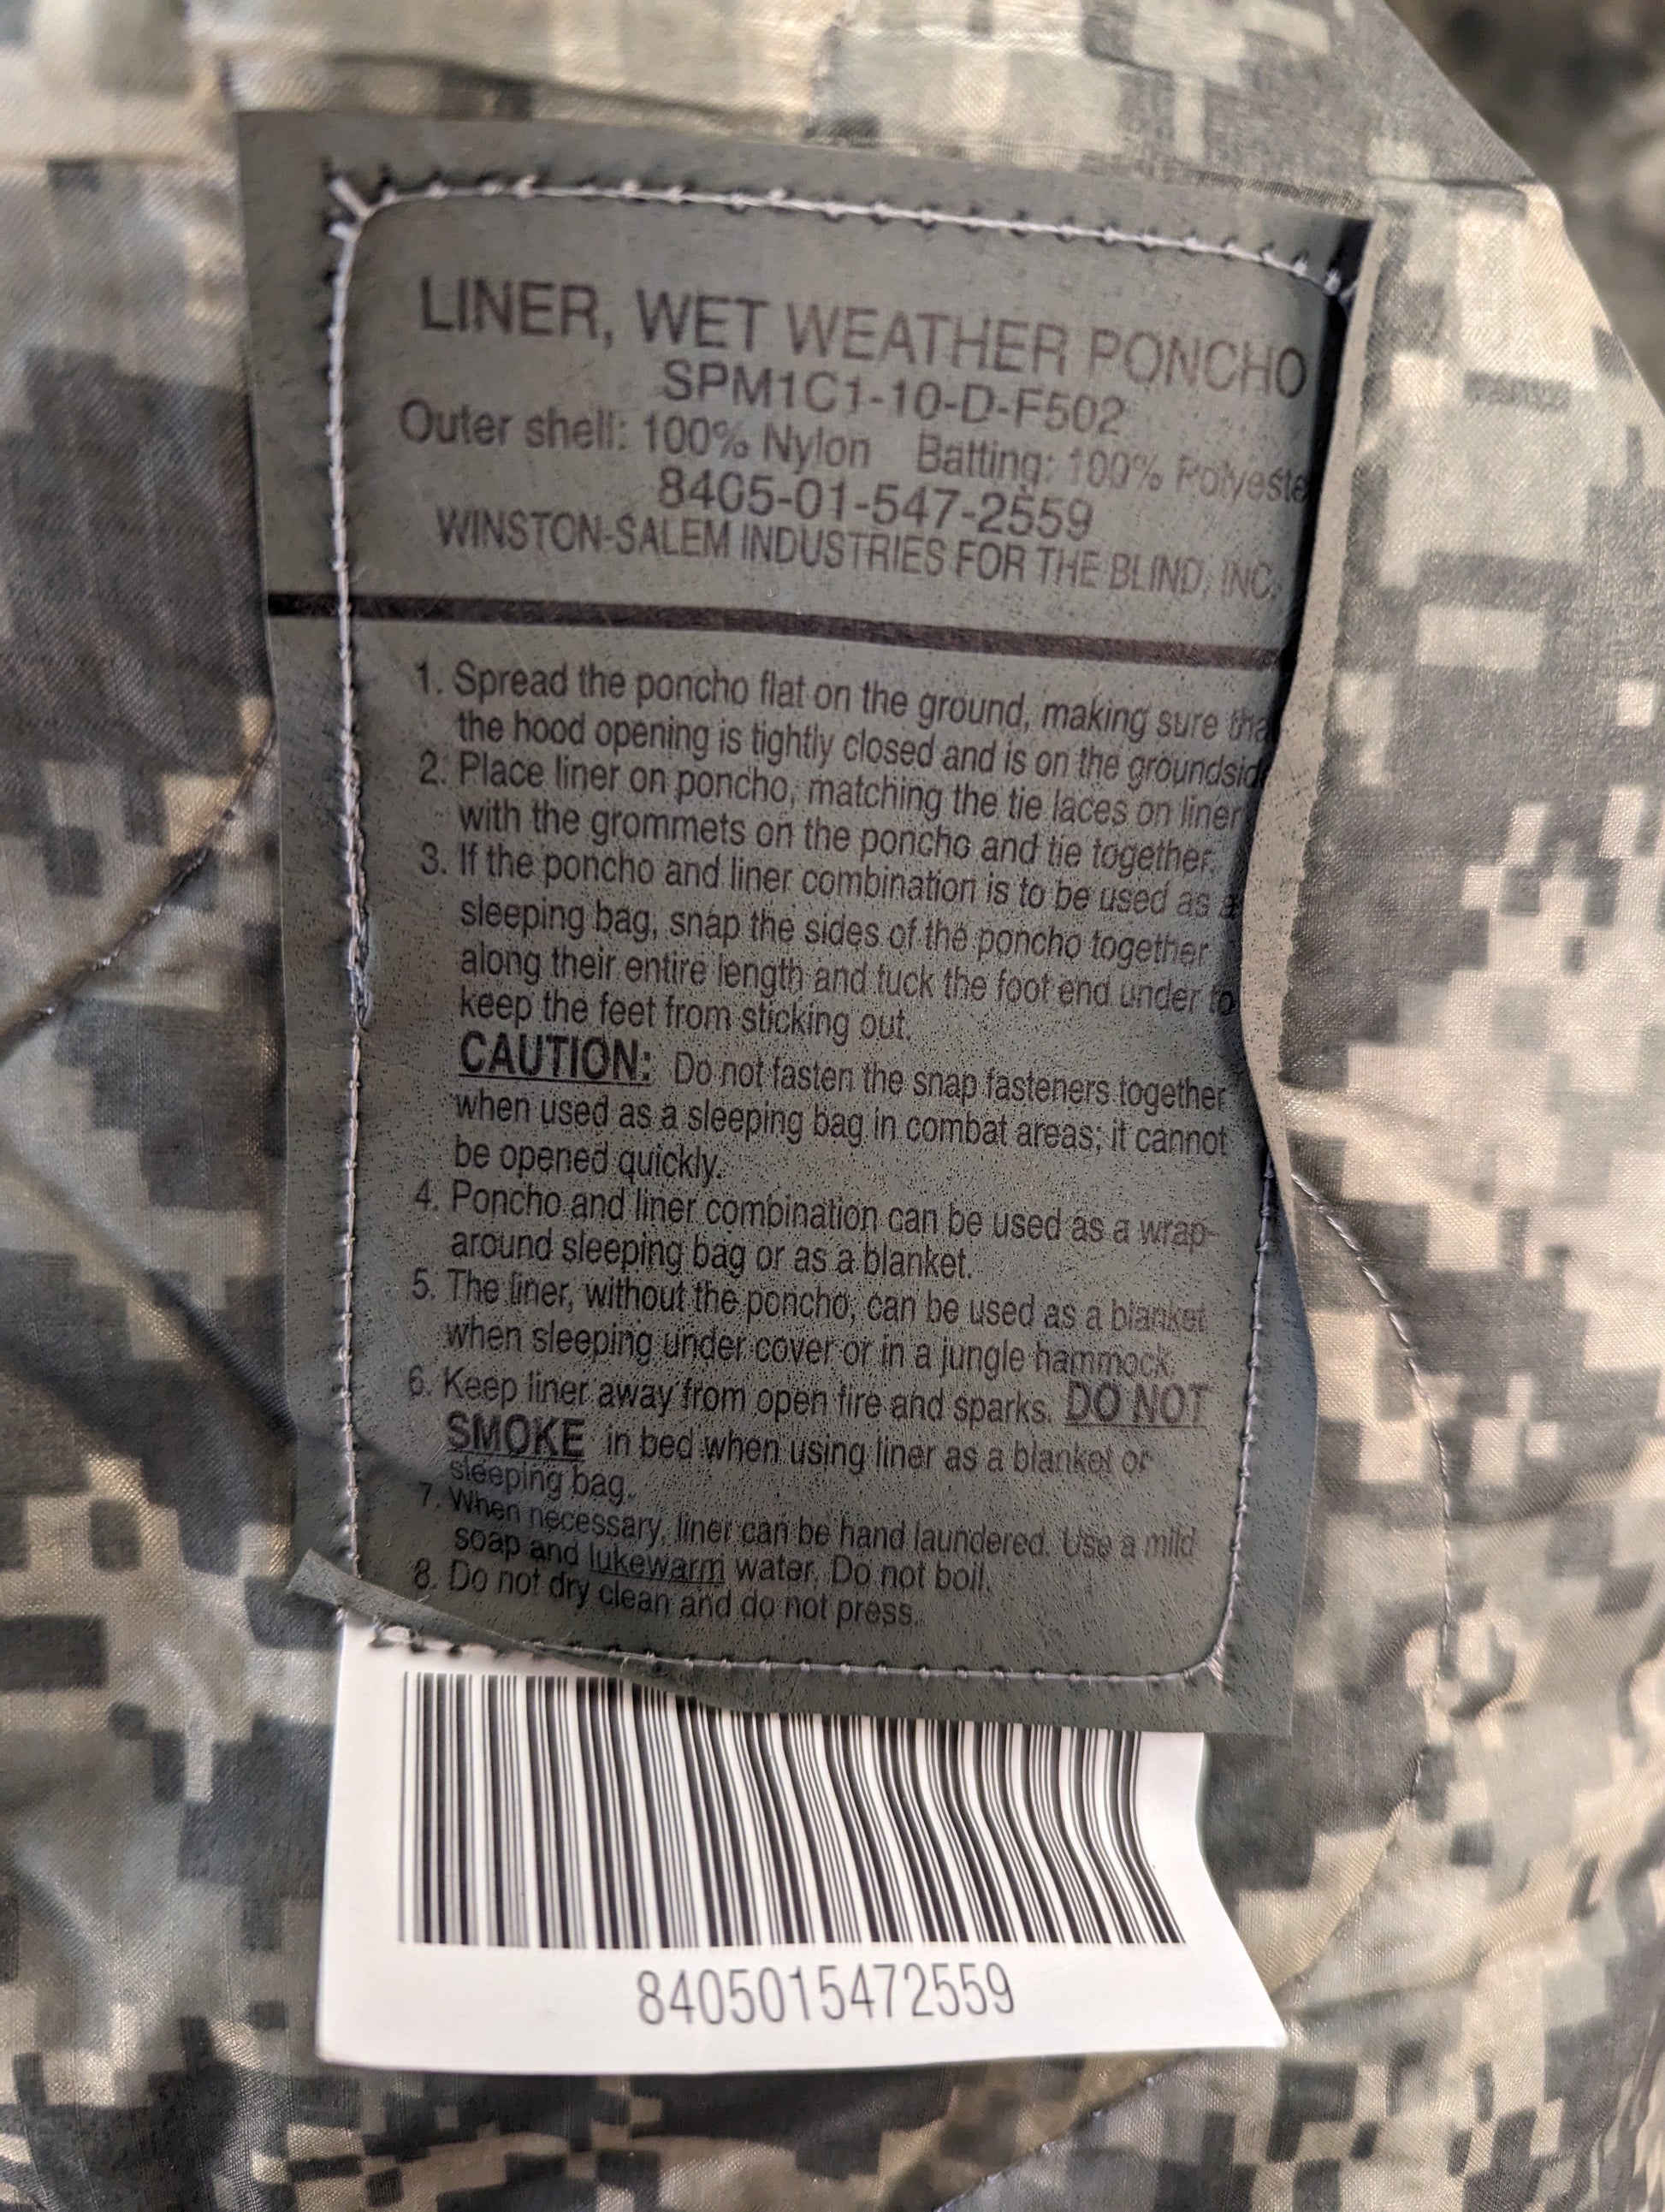 LINER, WET WEATHER PONCHO
SPM1C1-10-D-F502
Outer shell: 100% Nylon Batting: 100% Polyeste
8405-01-547-2559
WINSTON-SALEM INDUSTRIES FOR THE BLIND, INC.
1. Spread the poncho flat on the ground, making sure tha
the hood opening is tightly closed and is on the groundsid
2. Place liner on poncho, matching the tie laces on liner
with the grommets on the poncho and tie together.
3. If the poncho and liner combination is to be used as a
sleeping bag, snap the sides of the poncho together
along their entire length and tuck the foot end under to
keep the feet from sticking out.
CAUTION: Do not fasten the snap fasteners together
when used as a sleeping bag in combat areas; it cannot
be opened quickly.
4. Poncho and liner combination can be used as a wrap-
around sleeping bag or as a blanket.
5. The liner, without the poncho, can be used as a blanket
when sleeping under cover or in a jungle hammock.
6. Keep liner away from open fire and sparks. DO NOT
SMOKE in bed when using liner as a blanket or
sleeping bag.
7. When necessary, liner can be hand laundered. Use a mild
soap and lukewarm water. Do not boil.
8. Do not dry clean and do not press.
8405015472559